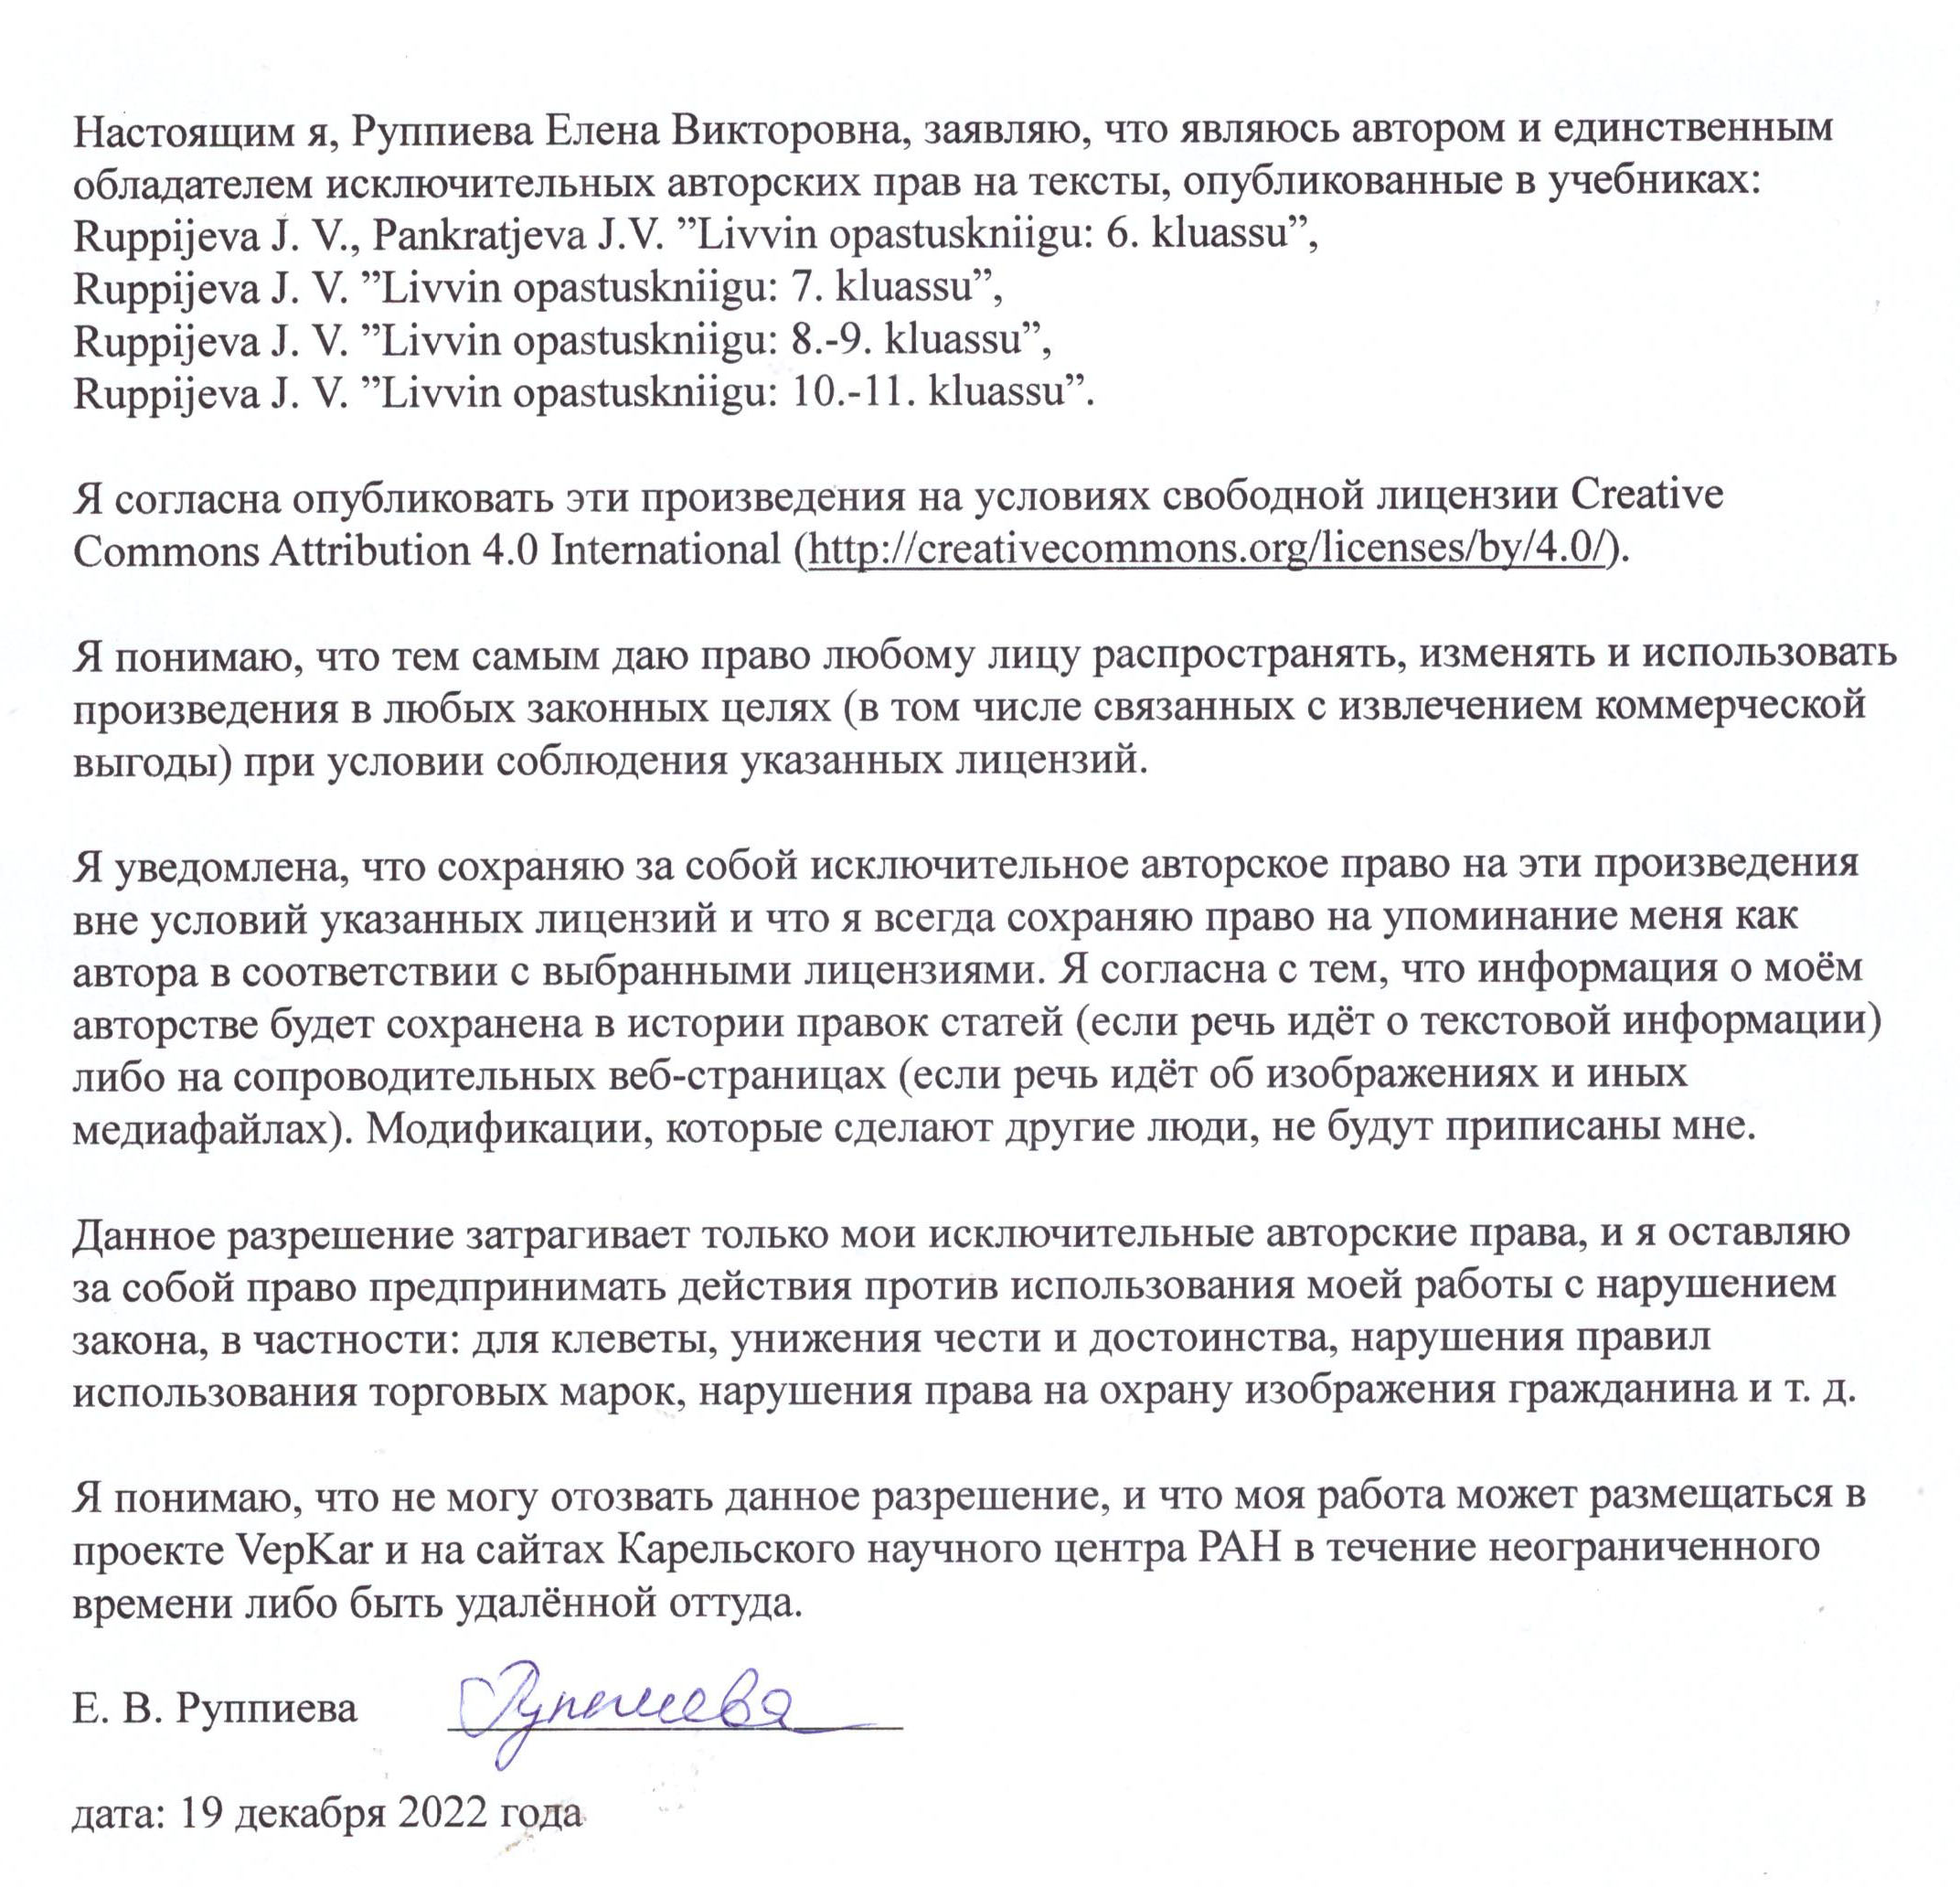 Настоящим я, Руппиева Елена Викторовна, заявляю, что являюсь автором и единственным
обладателем исключительных авторских прав на тексты, опубликованные в учебниках:
Ruppijeva J. V., Pankratjeva J.V. ”Livvin opastuskniigu: 6. kluassu”,
Ruppijeva J. V. ”Livvin opastuskniigu: 7. kluassu”,
Ruppijeva J. V. ”Livvin opastuskniigu: 8.-9. kluassu”,
Ruppijeva J. V. ”Livvin opastuskniigu: 10.-11. kluassu”.
Я согласна опубликовать эти произведения на условиях свободной лицензии Creative
Commons Attribution 4.0 International (http://creativecommons.org/licenses/by/4.0/).
Я понимаю, что тем самым даю право любому лицу распространять, изменять и использовать
произведения в любых законных целях (в том числе связанных с извлечением коммерческой
выгоды) при условии соблюдения указанных лицензий.
Я уведомлена, что сохраняю за собой исключительное авторское право на эти произведения
вне условий указанных лицензий и что я всегда сохраняю право на упоминание меня как
автора в соответствии с выбранными лицензиями. Я согласна с тем, что информация о моём
авторстве будет сохранена в истории правок статей (если речь идёт о текстовой информации)
либо на сопроводительных веб-страницах (если речь идёт об изображениях и иных
медиафайлах). Модификации, которые сделают другие люди, не будут приписаны мне.
Данное разрешение затрагивает только мои исключительные авторские права, и я оставляю
за собой право предпринимать действия против использования моей работы с нарушением
закона, в частности: для клеветы, унижения чести и достоинства, нарушения правил
использования торговых марок, нарушения права на охрану изображения гражданина и т. д.
Я понимаю, что не могу отозвать данное разрешение, и что моя работа может размещаться в
проекте VepKar и на сайтах Карельского научного центра РАН в течение неограниченного
времени либо быть удалённой оттуда.
Е. В. Руппиева Руппиева
дата: 19 декабря 2022 года